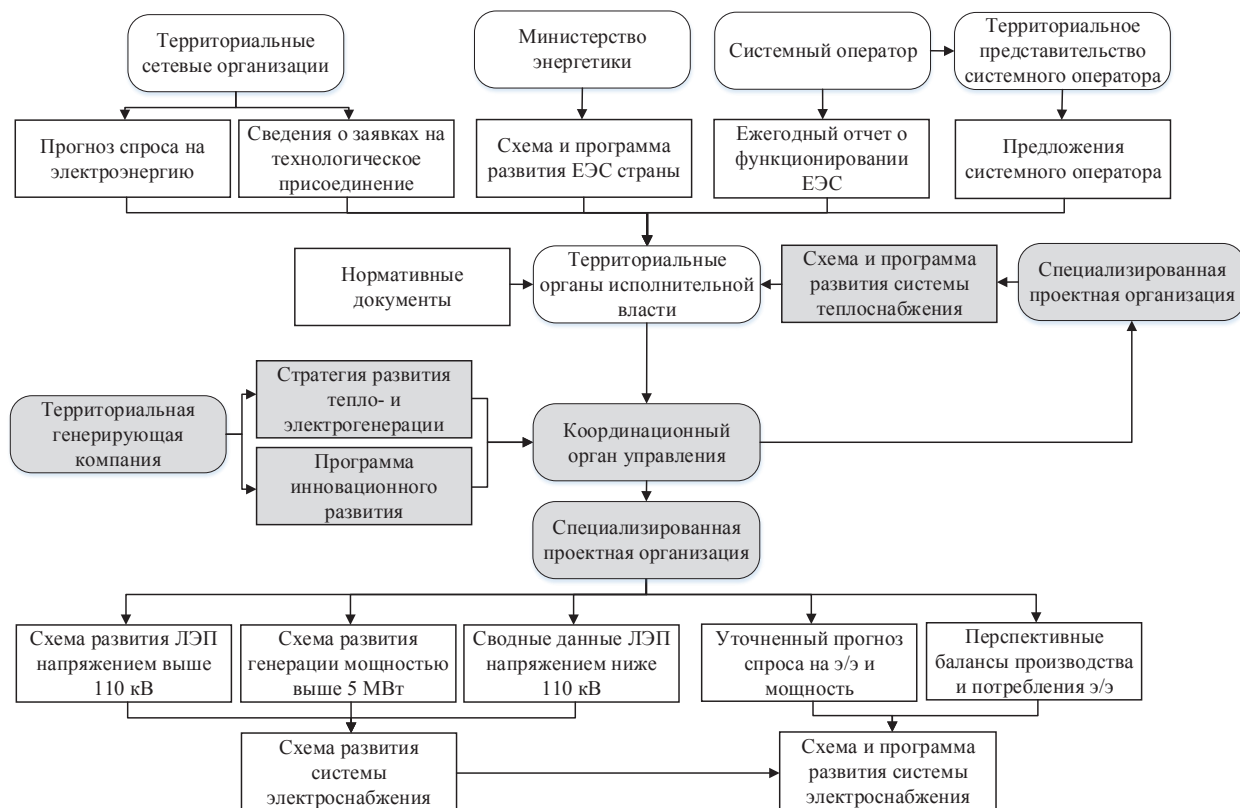 Территориальные
сетевые организации
Министерство
энергетики
Системный оператор
Территориальное
представительство
системного оператора
Прогноз спроса на
электроэнергию
Сведения о заявках на
технологическое
присоединение
Схема и программа
развития ЕЭС страны
Ежегодный отчет о
функционировании
ЕЭС
Предложения
системного оператора
Нормативные
документы
Территориальные
органы исполнительной
власти
Схема и программа
развития системы
теплоснабжения
Специализированная
проектная организация
Территориальная
генерирующая
компания
Стратегия развития
тепло- и
электрогенерации
Программа
инновационного
развития
Координационный
орган управления
Специализированная
проектная организация
Схема развития ЛЭП
напряжением выше
110 кВ
Схема развития
генерации мощностью
выше 5 МВт
Сводные данные ЛЭП
напряжением ниже
110 кВ
Уточненный прогноз
спроса на э/э и
мощность
Перспективные
балансы производства
и потребления э/э
Схема развития
системы
электроснабжения
Схема и программа
развития системы
электроснабжения